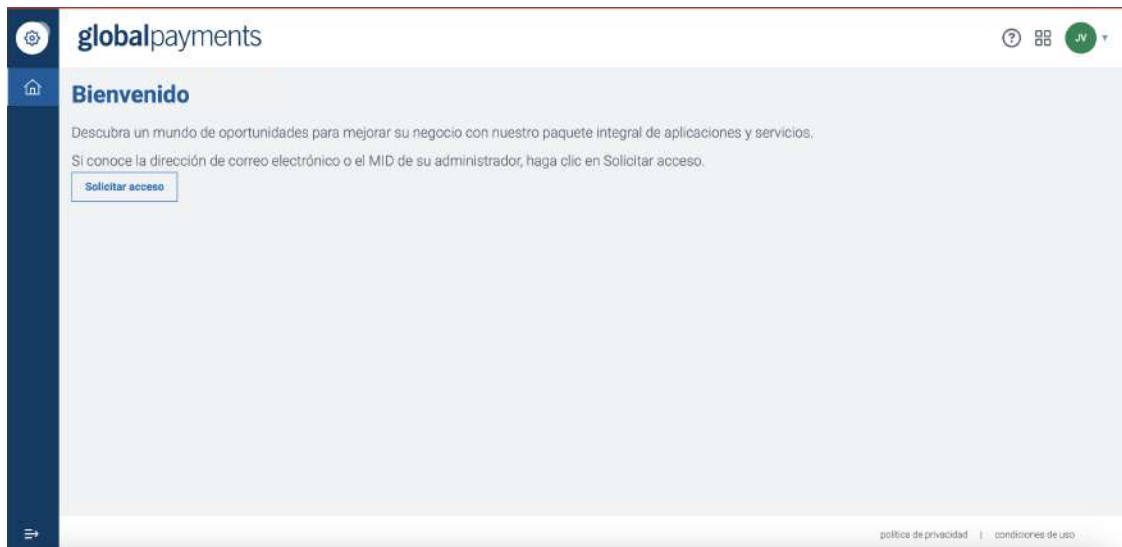 globalpayments
JV
Bienvenido
Descubra un mundo de oportunidades para mejorar su negocio con nuestro paquete integral de aplicaciones y servicios.
Si conoce la dirección de correo electrónico o el MID de su administrador, haga clic en Solicitar acceso.
Solicitar acceso
política de privacidad | condiciones de uso